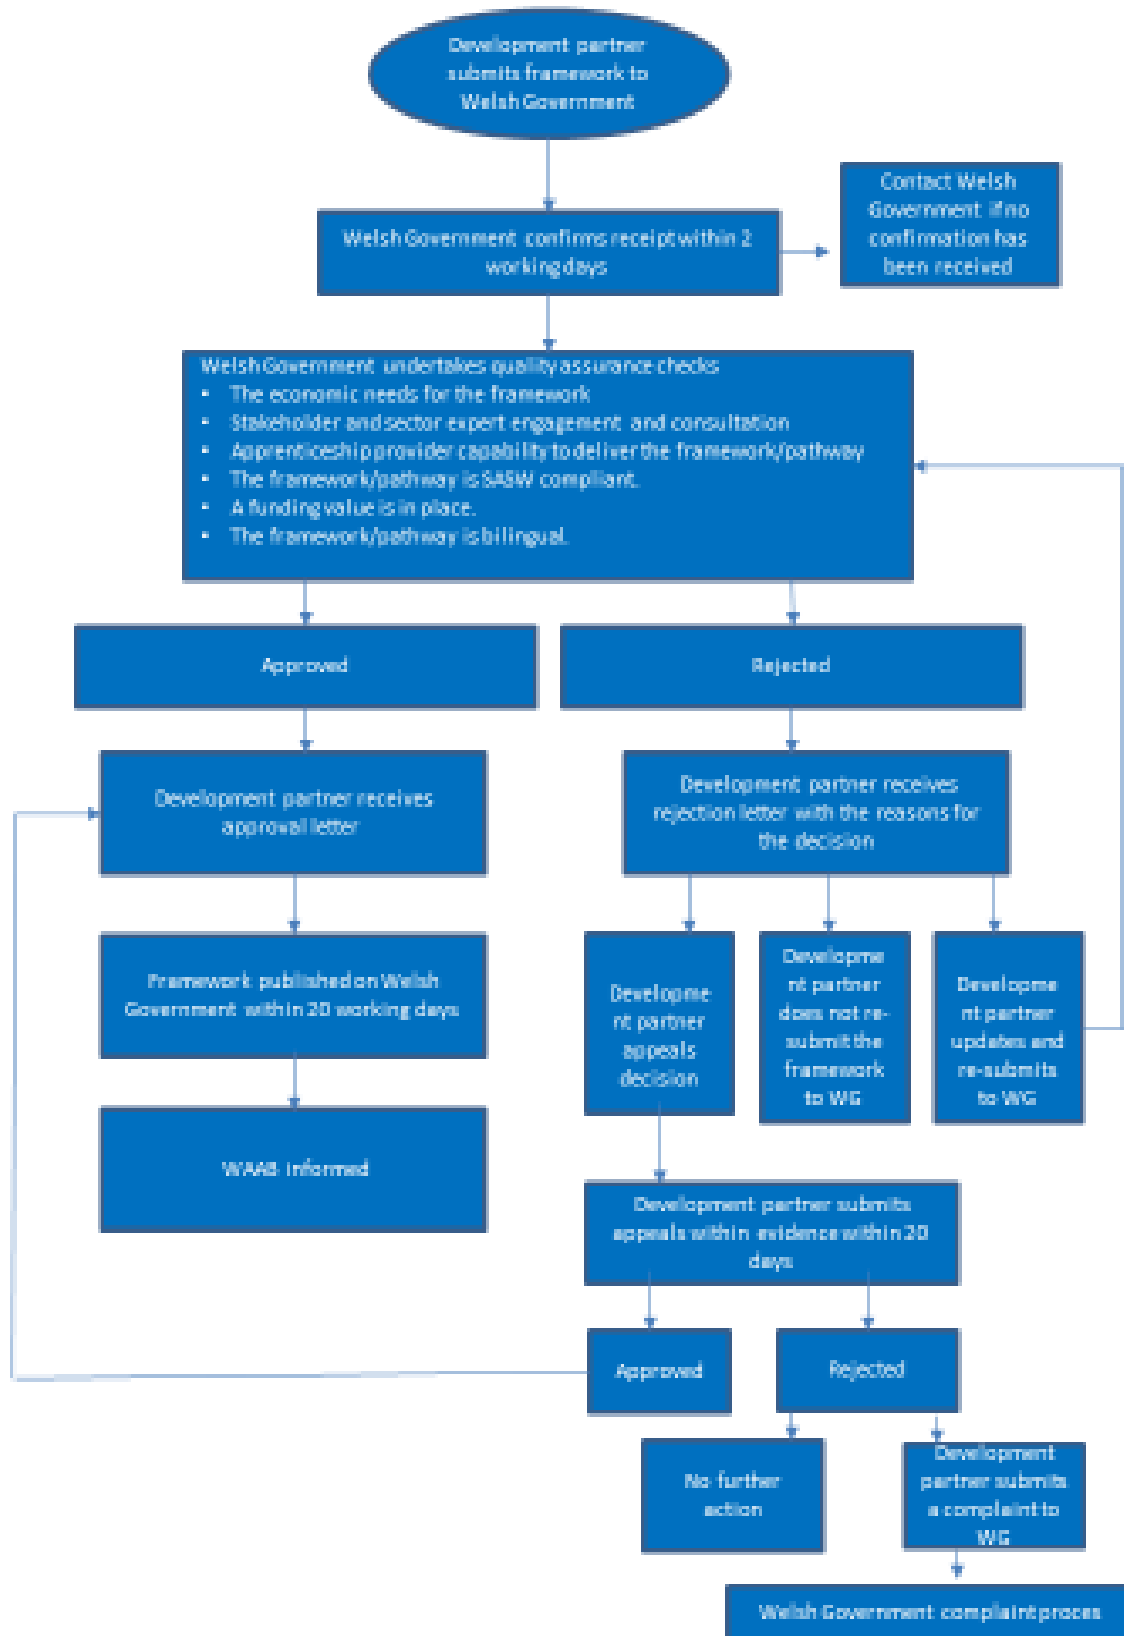 Development partner
submits framework to
Welsh Government
Welsh Government confirms receipt within 2
working days
Contact Welsh
Government if no
confirmation has
been received
Welsh Government undertakes quality assurance checks
• The economic needs for the framework
• Stakeholder and sector expert engagement and consultation
• Apprenticeship provider capability to deliver the framework/pathway
• The framework/pathway is SASW compliant.
• A funding value is in place.
• The framework/pathway is bilingual.
Approved
Rejected
Development partner receives
approval letter
Development partner receives
rejection letter with the reasons for
the decision
Framework published on Welsh
Government within 20 working days
Developme
nt partner
appeals
decision
Developme
nt partner
does not re-
submit the
framework
to WG
Developme
nt partner
updates and
re-submits
to WG
WAAB informed
Development partner submits
appeals within evidence within 20
days
Approved
Rejected
No further
action
Development
partner submits
a complaint to
WG
Welsh Government complaint proces